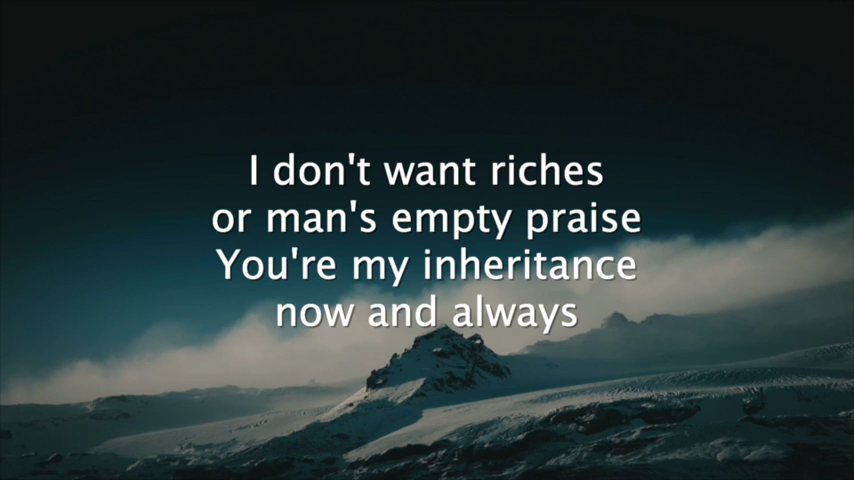 I don't want riches
or man's empty praise
You're my inheritance
now and always